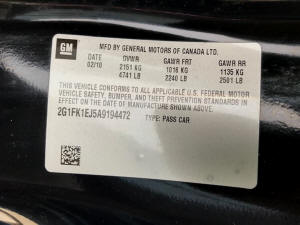 GM
MFD BY GENERAL MOTORS OF CANADA LTD.
DATE GVWR GAWR FRT GAWR RR
02/10 2151 KG 1016 KG 1135 KG
4741 LB 2240 LB 2501 LB
THIS VEHICLE CONFORMS TO ALL APPLICABLE U.S. FEDERAL MOTOR
VEHICLE SAFETY, BUMPER, AND THEFT PREVENTION STANDARDS IN
EFFECT ON THE DATE OF MANUFACTURE SHOWN ABOVE.
2G1FK1EJ5A9194472 TYPE: PASS CAR